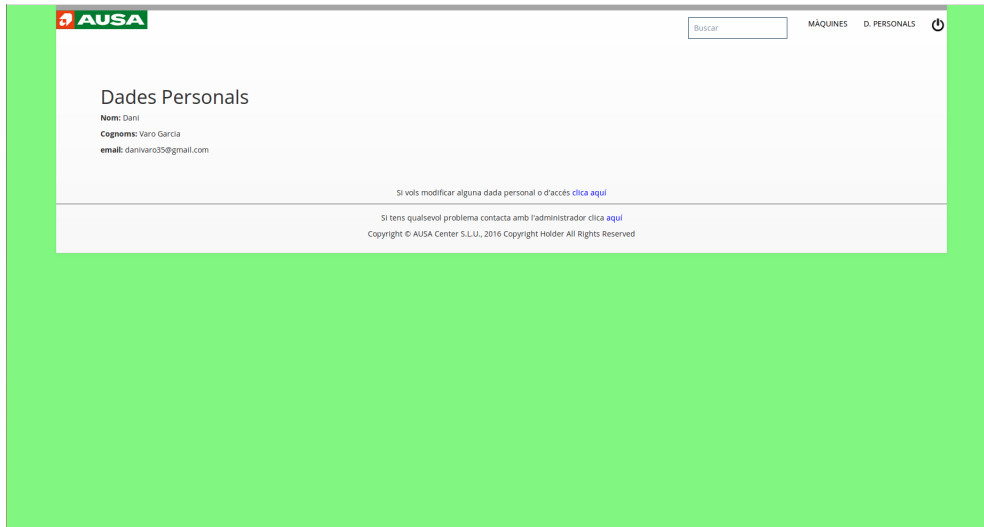 AUSA
Buscar
MÀQUINES
D. PERSONALS
Dades Personals
Nom: Dani
Cognoms: Varo Garcia
email: danivaro35@gmail.com
Si vols modificar alguna dada personal o d'accés clica aquí
Si tens qualsevol problema contacta amb l'administrador clica aquí
Copyright © AUSA Center S.L.U., 2016 Copyright Holder All Rights Reserved